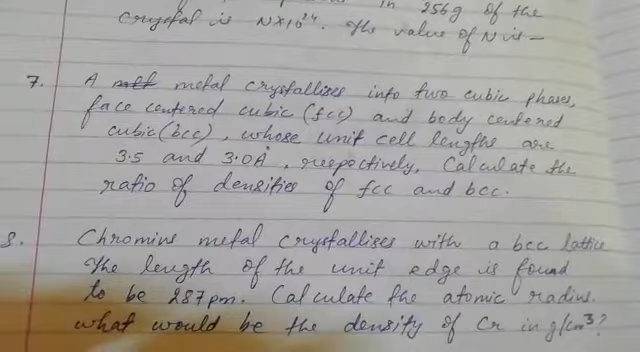 in 256g of the
crystal is N×10²⁴. The value of N is —
7. A metal crystallises into two cubic phases,
face centered cubic (fcc) and body centered
cubic (bcc), whose unit cell lengths are
3.5 and 3.0A°, respectively. Calculate the
ratio of densities of fcc and bcc.
8. Chromium metal crystallises with a bcc lattice
The length of the unit edge is found
to be 287pm. Calculate the atomic radius.
what would be the density of Cr in g/cm³?